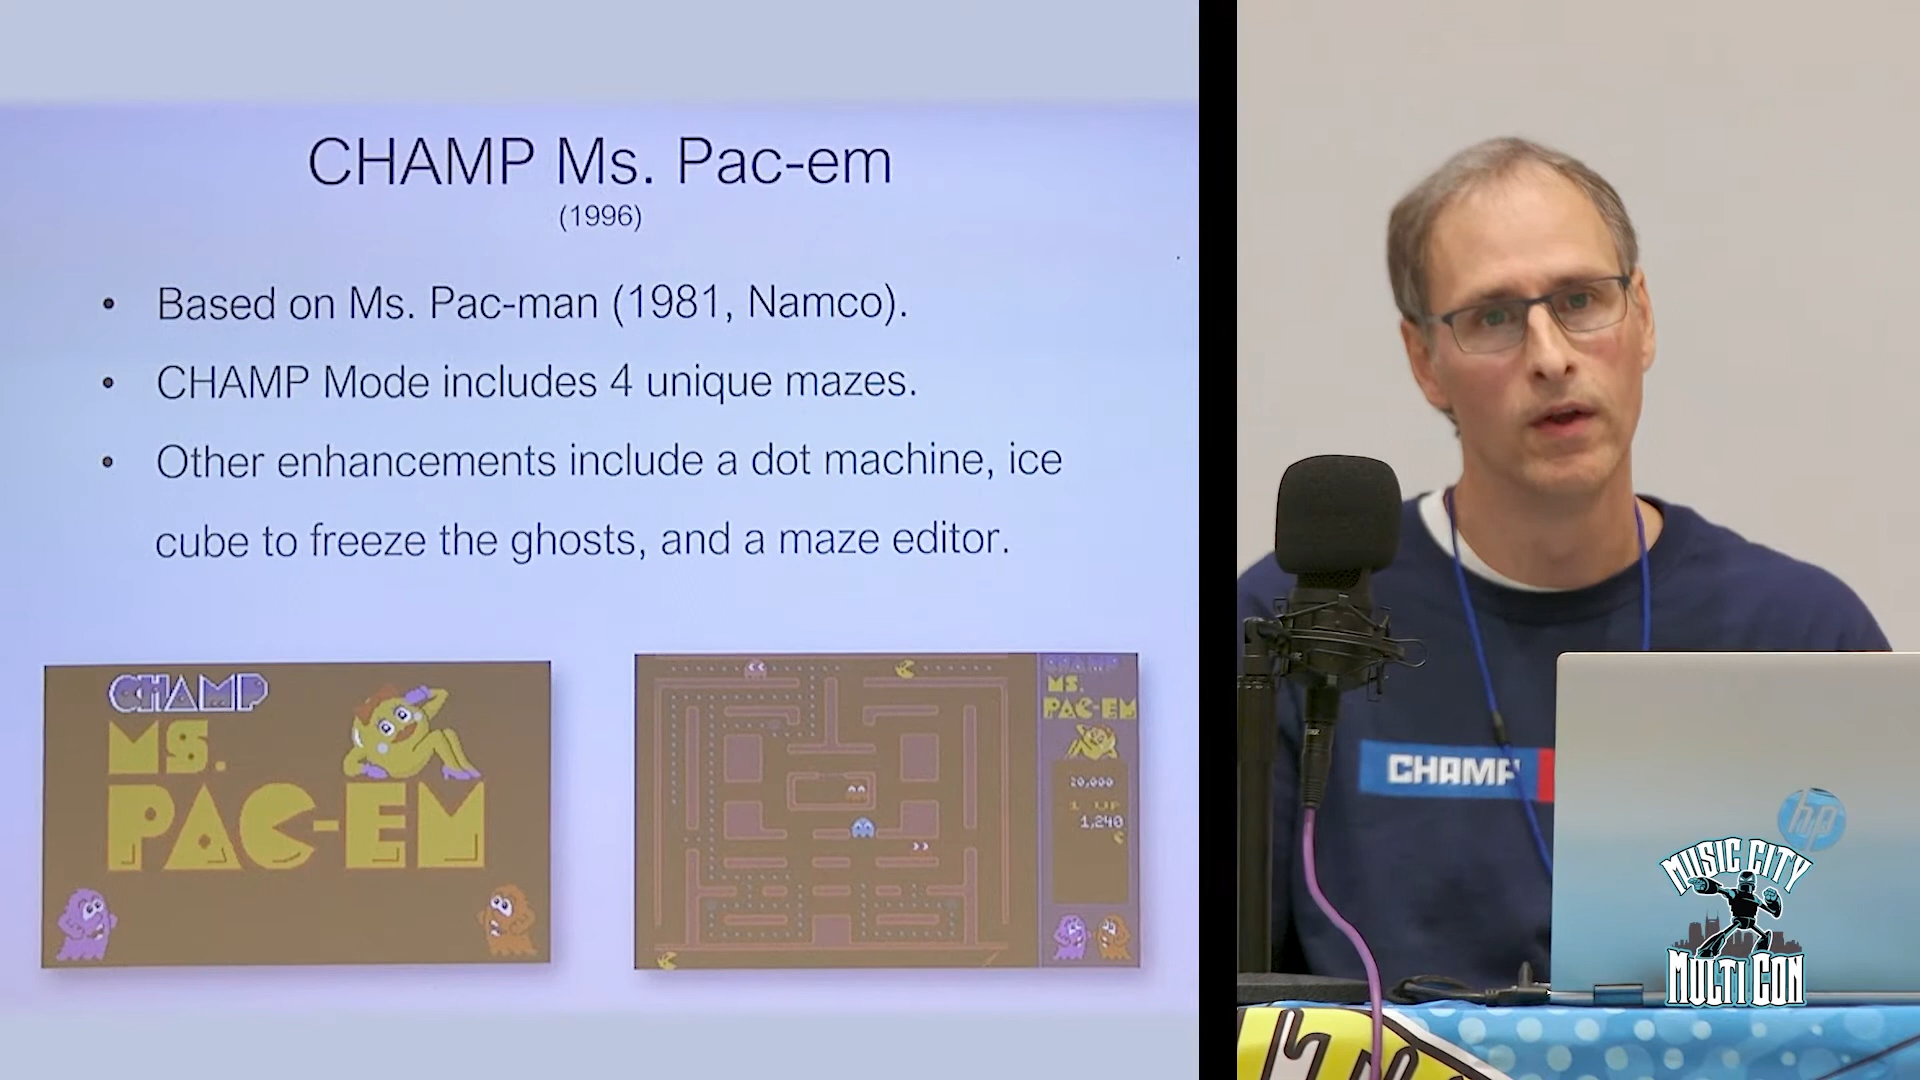 CHAMP Ms. Pac-em
(1996)
• Based on Ms. Pac-man (1981, Namco).
• CHAMP Mode includes 4 unique mazes.
• Other enhancements include a dot machine, ice
cube to freeze the ghosts, and a maze editor.
CHAMP
MS.
PAC-EM
CHAMP
MS.
PAC-EM
20,000
1 UP
1,240
CHAMP
hp
MUSIC CITY
MULTI CON